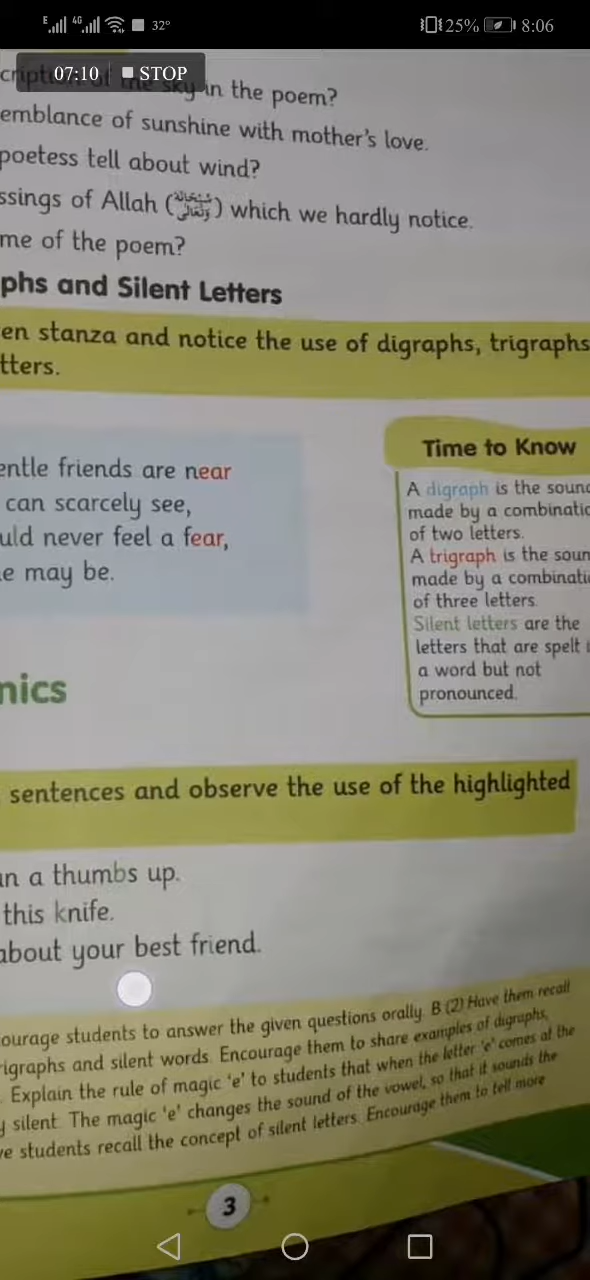 E 4G 32° 25% 8:06
07:10 STOP
in the poem?
emblance of sunshine with mother's love.
poetess tell about wind?
ssings of Allah (سُبْحَانَهُ وَتَعَالَى) which we hardly notice.
me of the poem?
phs and Silent Letters
en stanza and notice the use of digraphs, trigraphs
tters.
entle friends are near
can scarcely see,
uld never feel a fear,
e may be.
Time to Know
A digraph is the soun
made by a combinatio
of two letters.
A trigraph is the soun
made by a combinati
of three letters.
Silent letters are the
letters that are spelt i
a word but not
pronounced.
nics
sentences and observe the use of the highlighted
an a thumbs up.
this knife.
about your best friend.
ourage students to answer the given questions orally. B (2) Have them recall
rigraphs and silent words. Encourage them to share examples of digraphs,
. Explain the rule of magic 'e' to students that when the letter 'e' comes at the
y silent. The magic 'e' changes the sound of the vowel, so that it sounds the
ve students recall the concept of silent letters. Encourage them to tell more
3